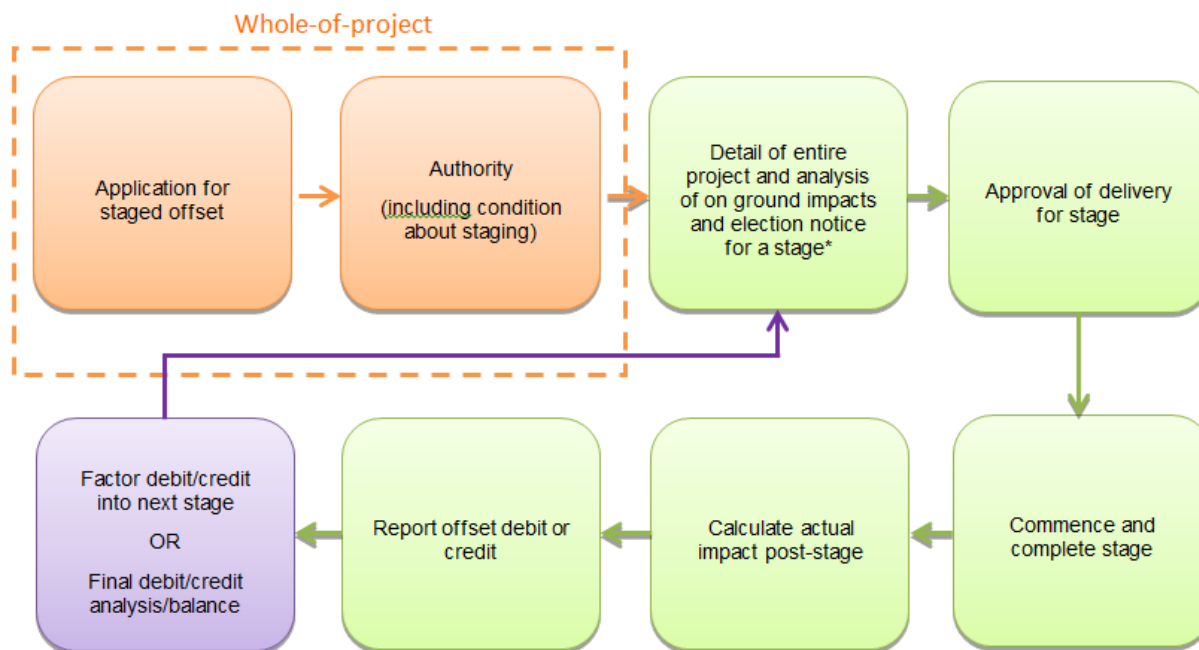 Whole-of-project
Application for
staged offset
Authority
(including condition
about staging)
Detail of entire
project and analysis
of on ground impacts
and election notice
for a stage*
Approval of delivery
for stage
Factor debit/credit
into next stage
OR
Final debit/credit
analysis/balance
Report offset debit or
credit
Calculate actual
impact post-stage
Commence and
complete stage